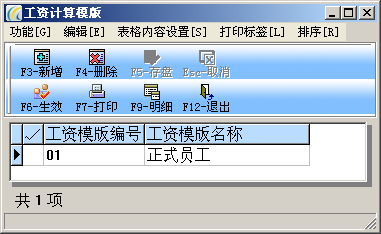 工资计算模版
功能[G] 编辑[E] 表格内容设置[S] 打印标签[L] 排序[R]
F3-新增 F4-删除 F5-存盘 Esc-取消
F6-生效 F7-打印 F9-明细 F12-退出
工资模版编号 工资模版名称
01 正式员工
共 1 项